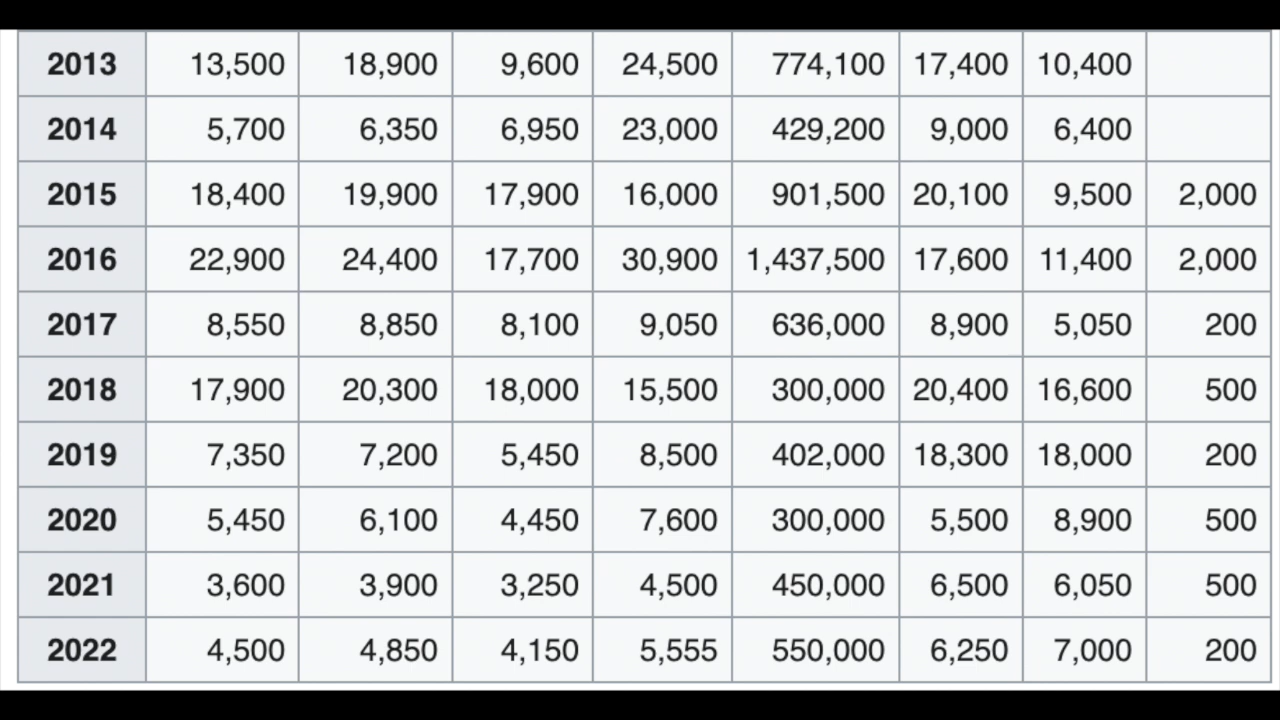 2013 13,500 18,900 9,600 24,500 774,100 17,400 10,400
2014 5,700 6,350 6,950 23,000 429,200 9,000 6,400
2015 18,400 19,900 17,900 16,000 901,500 20,100 9,500 2,000
2016 22,900 24,400 17,700 30,900 1,437,500 17,600 11,400 2,000
2017 8,550 8,850 8,100 9,050 636,000 8,900 5,050 200
2018 17,900 20,300 18,000 15,500 300,000 20,400 16,600 500
2019 7,350 7,200 5,450 8,500 402,000 18,300 18,000 200
2020 5,450 6,100 4,450 7,600 300,000 5,500 8,900 500
2021 3,600 3,900 3,250 4,500 450,000 6,500 6,050 500
2022 4,500 4,850 4,150 5,555 550,000 6,250 7,000 200